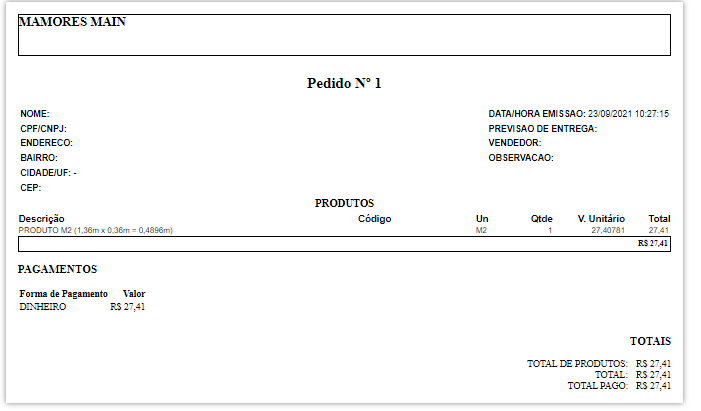 MAMORES MAIN
Pedido Nº 1
NOME:
CPF/CNPJ:
ENDERECO:
BAIRRO:
CIDADE/UF: -
CEP:
DATA/HORA EMISSAO: 23/09/2021 10:27:15
PREVISAO DE ENTREGA:
VENDEDOR:
OBSERVACAO:
PRODUTOS
Descrição Código Un Qtde V. Unitário Total
PRODUTO M2 (1,36m x 0,36m = 0,4896m) M2 1 27,40781 27,41
R$ 27,41
PAGAMENTOS
Forma de Pagamento Valor
DINHEIRO R$ 27,41
TOTAIS
TOTAL DE PRODUTOS: R$ 27,41
TOTAL: R$ 27,41
TOTAL PAGO: R$ 27,41